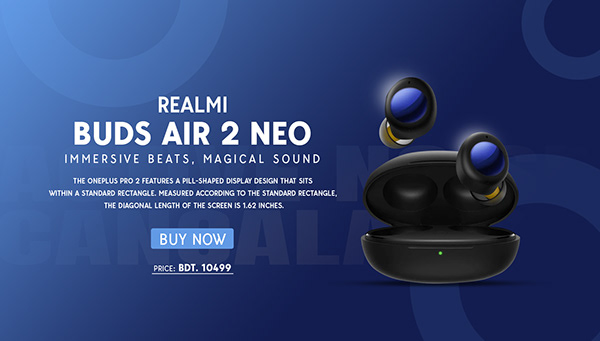 REALMI
BUDS AIR 2 NEO
IMMERSIVE BEATS, MAGICAL SOUND
THE ONEPLUS PRO 2 FEATURES A PILL-SHAPED DISPLAY DESIGN THAT SITS
WITHIN A STANDARD RECTANGLE. MEASURED ACCORDING TO THE STANDARD RECTANGLE,
THE DIAGONAL LENGTH OF THE SCREEN IS 1.62 INCHES.
BUY NOW
PRICE: BDT. 10499